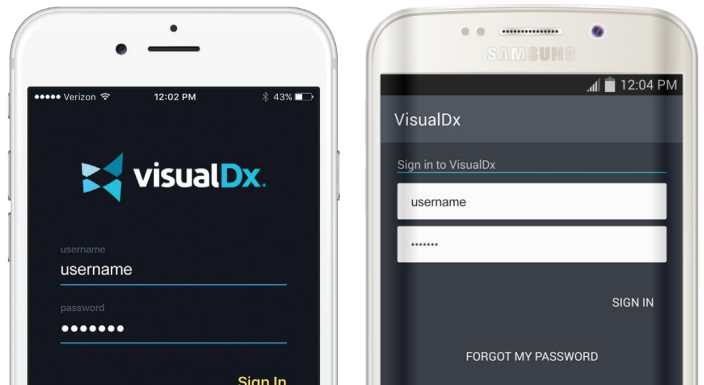 Verizon 12:02 PM 43%
visualDx.
username
username
password
•••••••
Sign In
SAMSUNG
12:04 PM
VisualDx
Sign in to VisualDx
username
•••••••
SIGN IN
FORGOT MY PASSWORD